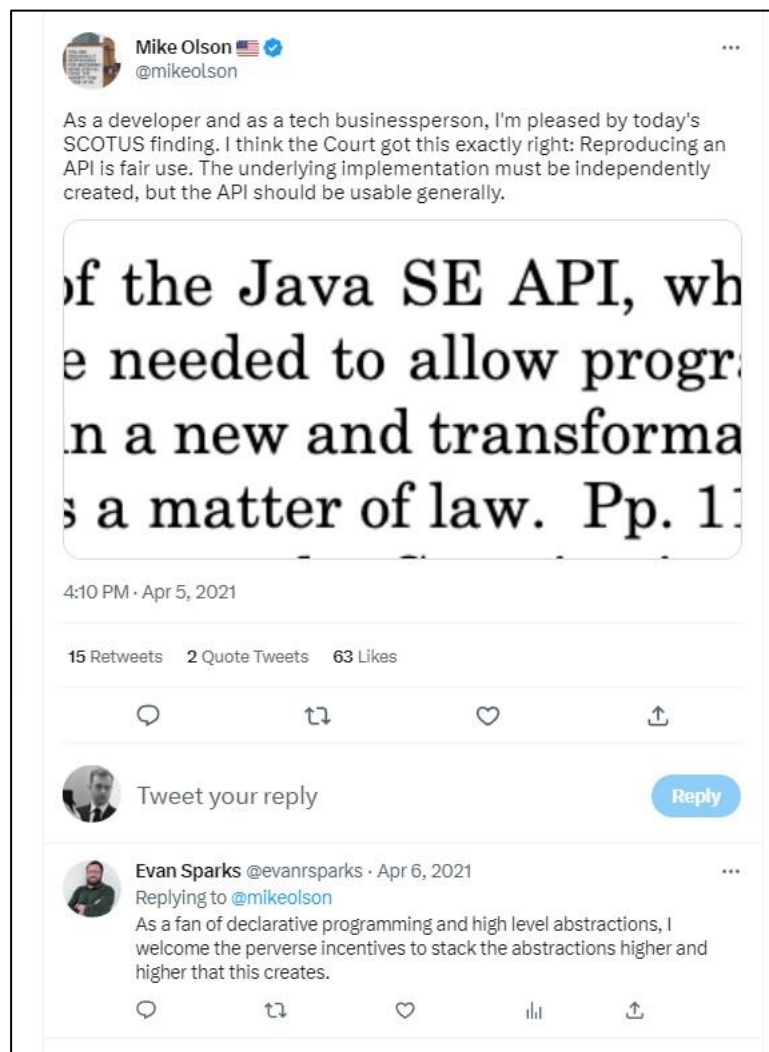 Mike Olson
@mikeolson
As a developer and as a tech businessperson, I'm pleased by today's
SCOTUS finding. I think the Court got this exactly right: Reproducing an
API is fair use. The underlying implementation must be independently
created, but the API should be usable generally.
of the Java SE API, wh
e needed to allow progr
in a new and transforma
s a matter of law. Pp. 11
4:10 PM · Apr 5, 2021
15 Retweets 2 Quote Tweets 63 Likes
Tweet your reply
Reply
Evan Sparks @evanrsparks · Apr 6, 2021
Replying to @mikeolson
As a fan of declarative programming and high level abstractions, I
welcome the perverse incentives to stack the abstractions higher and
higher that this creates.